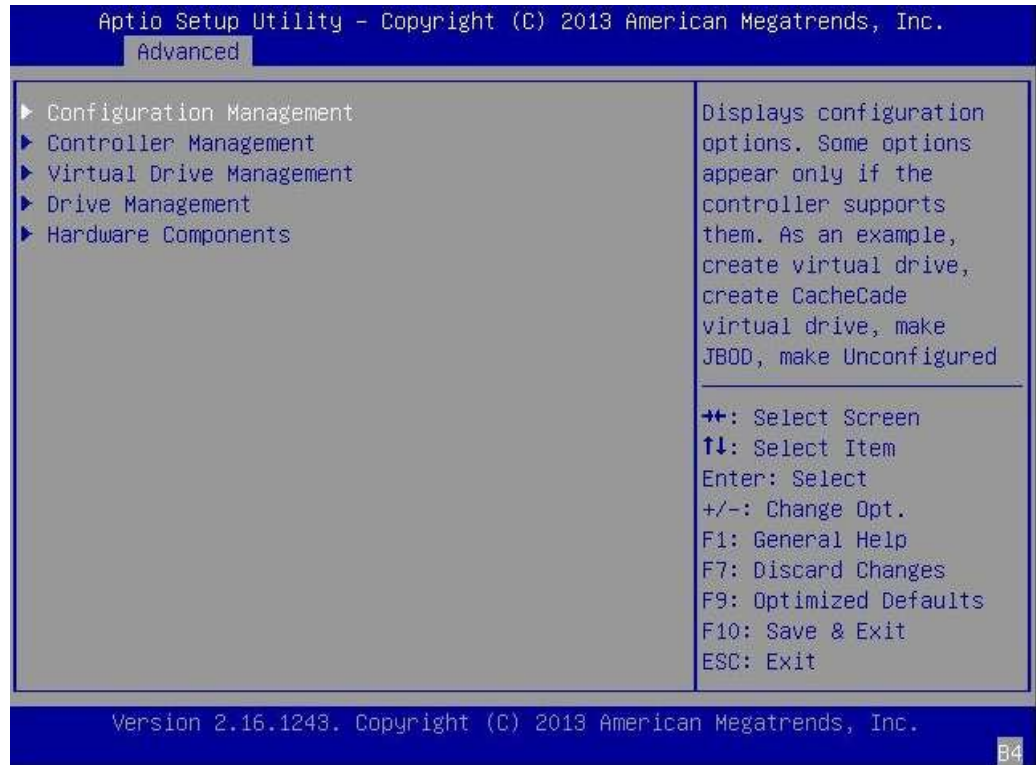 Aptio Setup Utility – Copyright (C) 2013 American Megatrends, Inc.
Advanced
Configuration Management
Controller Management
Virtual Drive Management
Drive Management
Hardware Components
Displays configuration
options. Some options
appear only if the
controller supports
them. As an example,
create virtual drive,
create CacheCade
virtual drive, make
JBOD, make Unconfigured
→←: Select Screen
↑↓: Select Item
Enter: Select
+/-: Change Opt.
F1: General Help
F7: Discard Changes
F9: Optimized Defaults
F10: Save & Exit
ESC: Exit
Version 2.16.1243. Copyright (C) 2013 American Megatrends, Inc.
B4